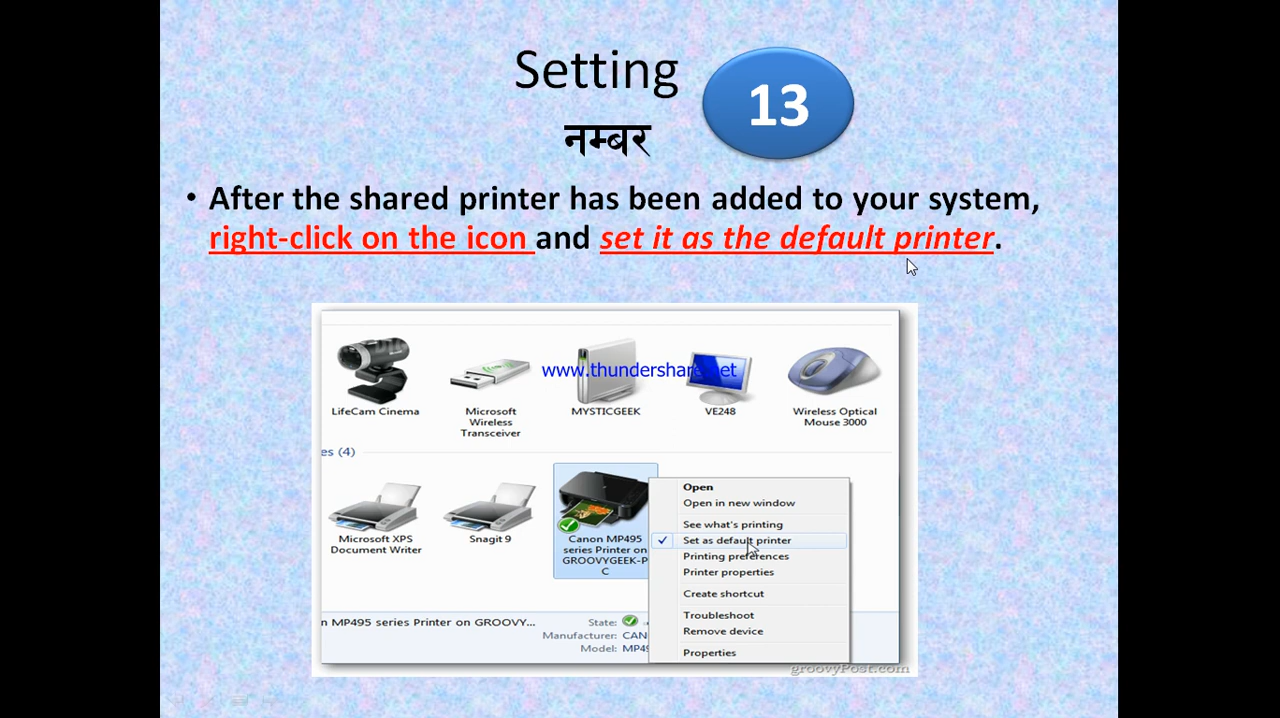 Setting
13
नम्बर
• After the shared printer has been added to your system,
right-click on the icon and set it as the default printer.
www.thundershare.net
LifeCam Cinema
Microsoft
Wireless
Transceiver
MYSTICGEEK
VE248
Wireless Optical
Mouse 3000
es (4)
Microsoft XPS
Document Writer
Snagit 9
Canon MP495
series Printer on
GROOVYGEEK-P
C
Open
Open in new window
See what's printing
Set as default printer
Printing preferences
Printer properties
Create shortcut
Troubleshoot
Remove device
Properties
n MP495 series Printer on GROOVY...
State:
Manufacturer: CAN
Model: MP49
groovyPost.com